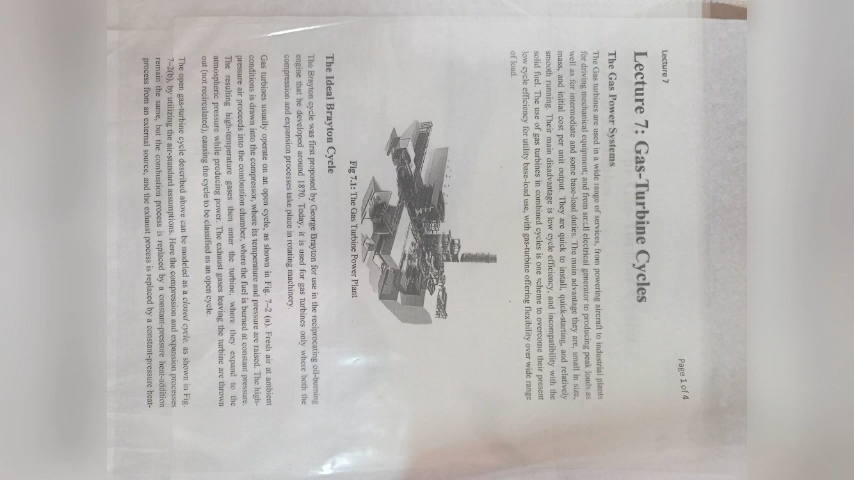 Lecture 7
Page 1 of 4
Lecture 7: Gas-Turbine Cycles
The Gas Power Systems
The Gas turbines are used in a wide range of services, from powering aircraft to industrial plants
for driving mechanical equipment, and from small electrical generator to producing peak loads as
well as for intermediate and some base-load duties. The main advantage they are, small in size,
mass, and initial cost per unit output. They are quick to install, quick-starting, and relatively
smooth running. Their main disadvantage is low cycle efficiency, and incompatibility with the
solid fuel. The use of gas turbines in combined cycles is one scheme to overcome their present
low cycle efficiency for utility base-load use, with gas-turbine offering flexibility over wide range
of load.
Fig 7.1: The Gas Turbine Power Plant
The Ideal Brayton Cycle
The Brayton cycle was first proposed by George Brayton for use in the reciprocating oil-burning
engine that he developed around 1870. Today, it is used for gas turbines only where both the
compression and expansion processes take place in rotating machinery.
Gas turbines usually operate on an open cycle, as shown in Fig. 7–2 (a). Fresh air at ambient
conditions is drawn into the compressor, where its temperature and pressure are raised. The high-
pressure air proceeds into the combustion chamber, where the fuel is burned at constant pressure.
The resulting high-temperature gases then enter the turbine, where they expand to the
atmospheric pressure while producing power. The exhaust gases leaving the turbine are thrown
out (not recirculated), causing the cycle to be classified as an open cycle.
The open gas-turbine cycle described above can be modeled as a closed cycle, as shown in Fig.
7–2(b), by utilizing the air-standard assumptions. Here the compression and expansion processes
remain the same, but the combustion process is replaced by a constant-pressure heat-addition
process from an external source, and the exhaust process is replaced by a constant-pressure heat-